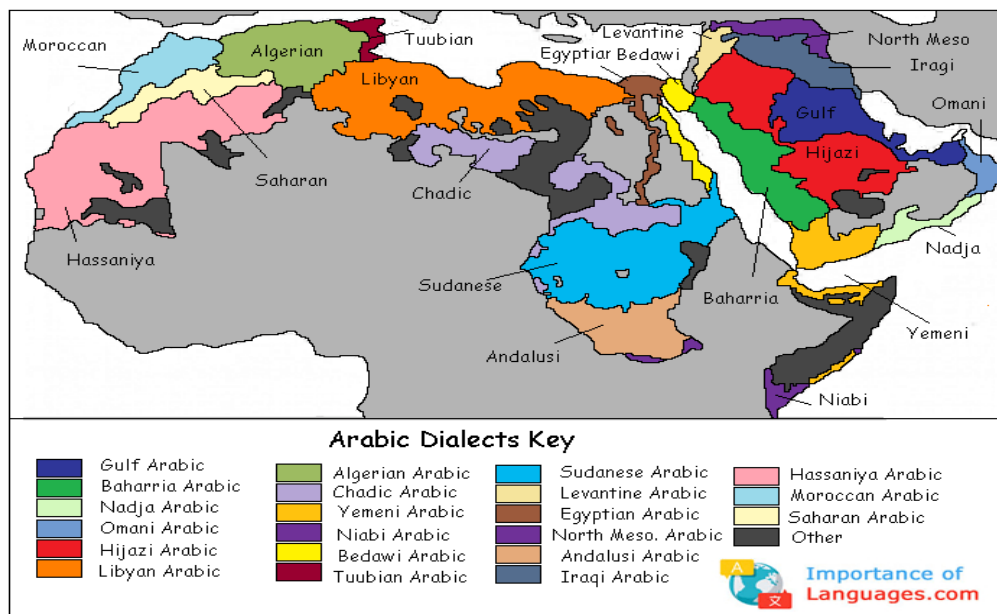 Moroccan
Algerian
Tuubian
Levantine
Egyptiar Bedawi
North Meso
Iragi
Libyan
Omani
Gulf
Hijazi
Saharan
Chadic
Hassaniya
Sudanese
Baharria
Nadja
Yemeni
Andalusi
Niabi
Arabic Dialects Key
Gulf Arabic
Baharria Arabic
Nadja Arabic
Omani Arabic
Hijazi Arabic
Libyan Arabic
Algerian Arabic
Chadic Arabic
Yemeni Arabic
Niabi Arabic
Bedawi Arabic
Tuubian Arabic
Sudanese Arabic
Levantine Arabic
Egyptian Arabic
North Meso. Arabic
Andalusi Arabic
Iraqi Arabic
Hassaniya Arabic
Moroccan Arabic
Saharan Arabic
Other
A
文
Importance of
Languages.com